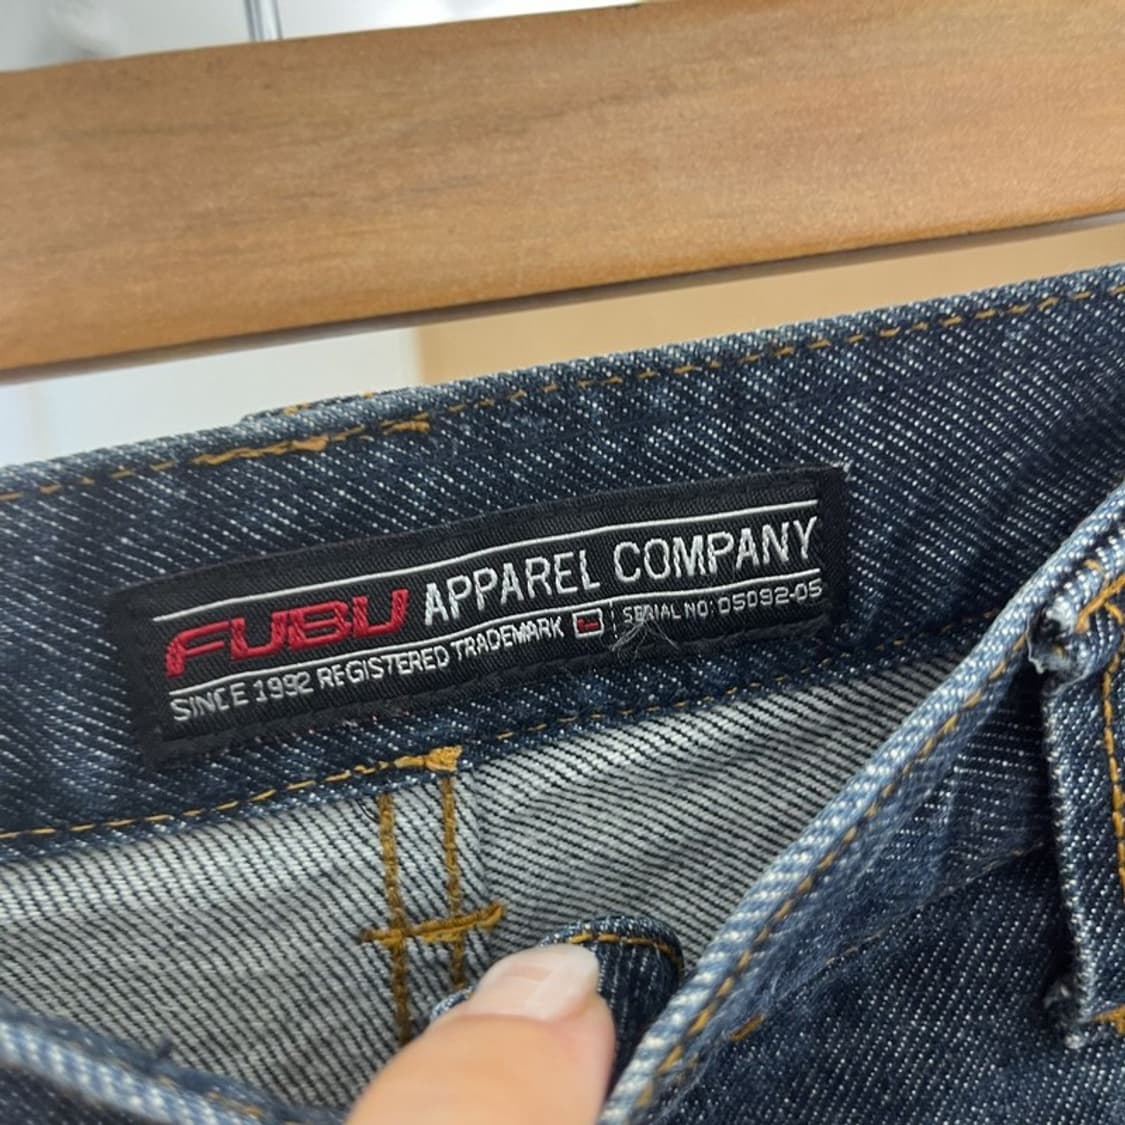 FUBU APPAREL COMPANY
SINCE 1992 REGISTERED TRADEMARK SERIAL NO: 05092-05